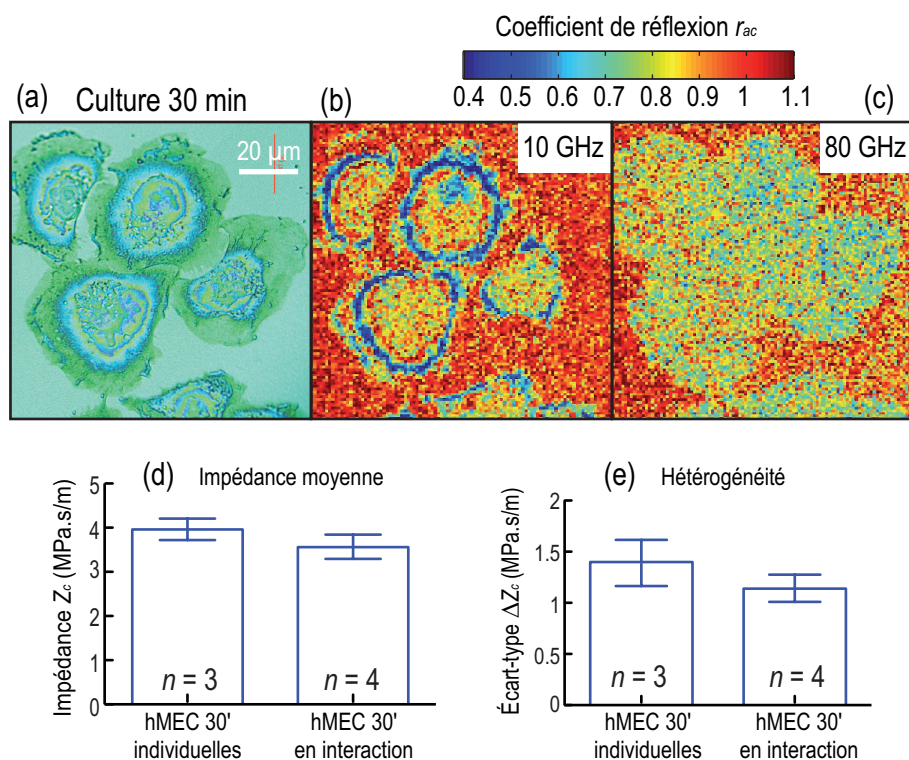 Coefficient de réflexion rac
0.4 0.5 0.6 0.7 0.8 0.9 1 1.1
(a) Culture 30 min (b) (c)
20 µm
10 GHz
80 GHz
(d) Impédance moyenne
Impédance Zc (MPa.s/m)
5
4
3
2
1
0
n = 3
n = 4
hMEC 30'
individuelles
hMEC 30'
en interaction
(e) Hétérogénéité
Écart-type ΔZc (MPa.s/m)
2
1.5
1
0.5
0
n = 3
n = 4
hMEC 30'
individuelles
hMEC 30'
en interaction